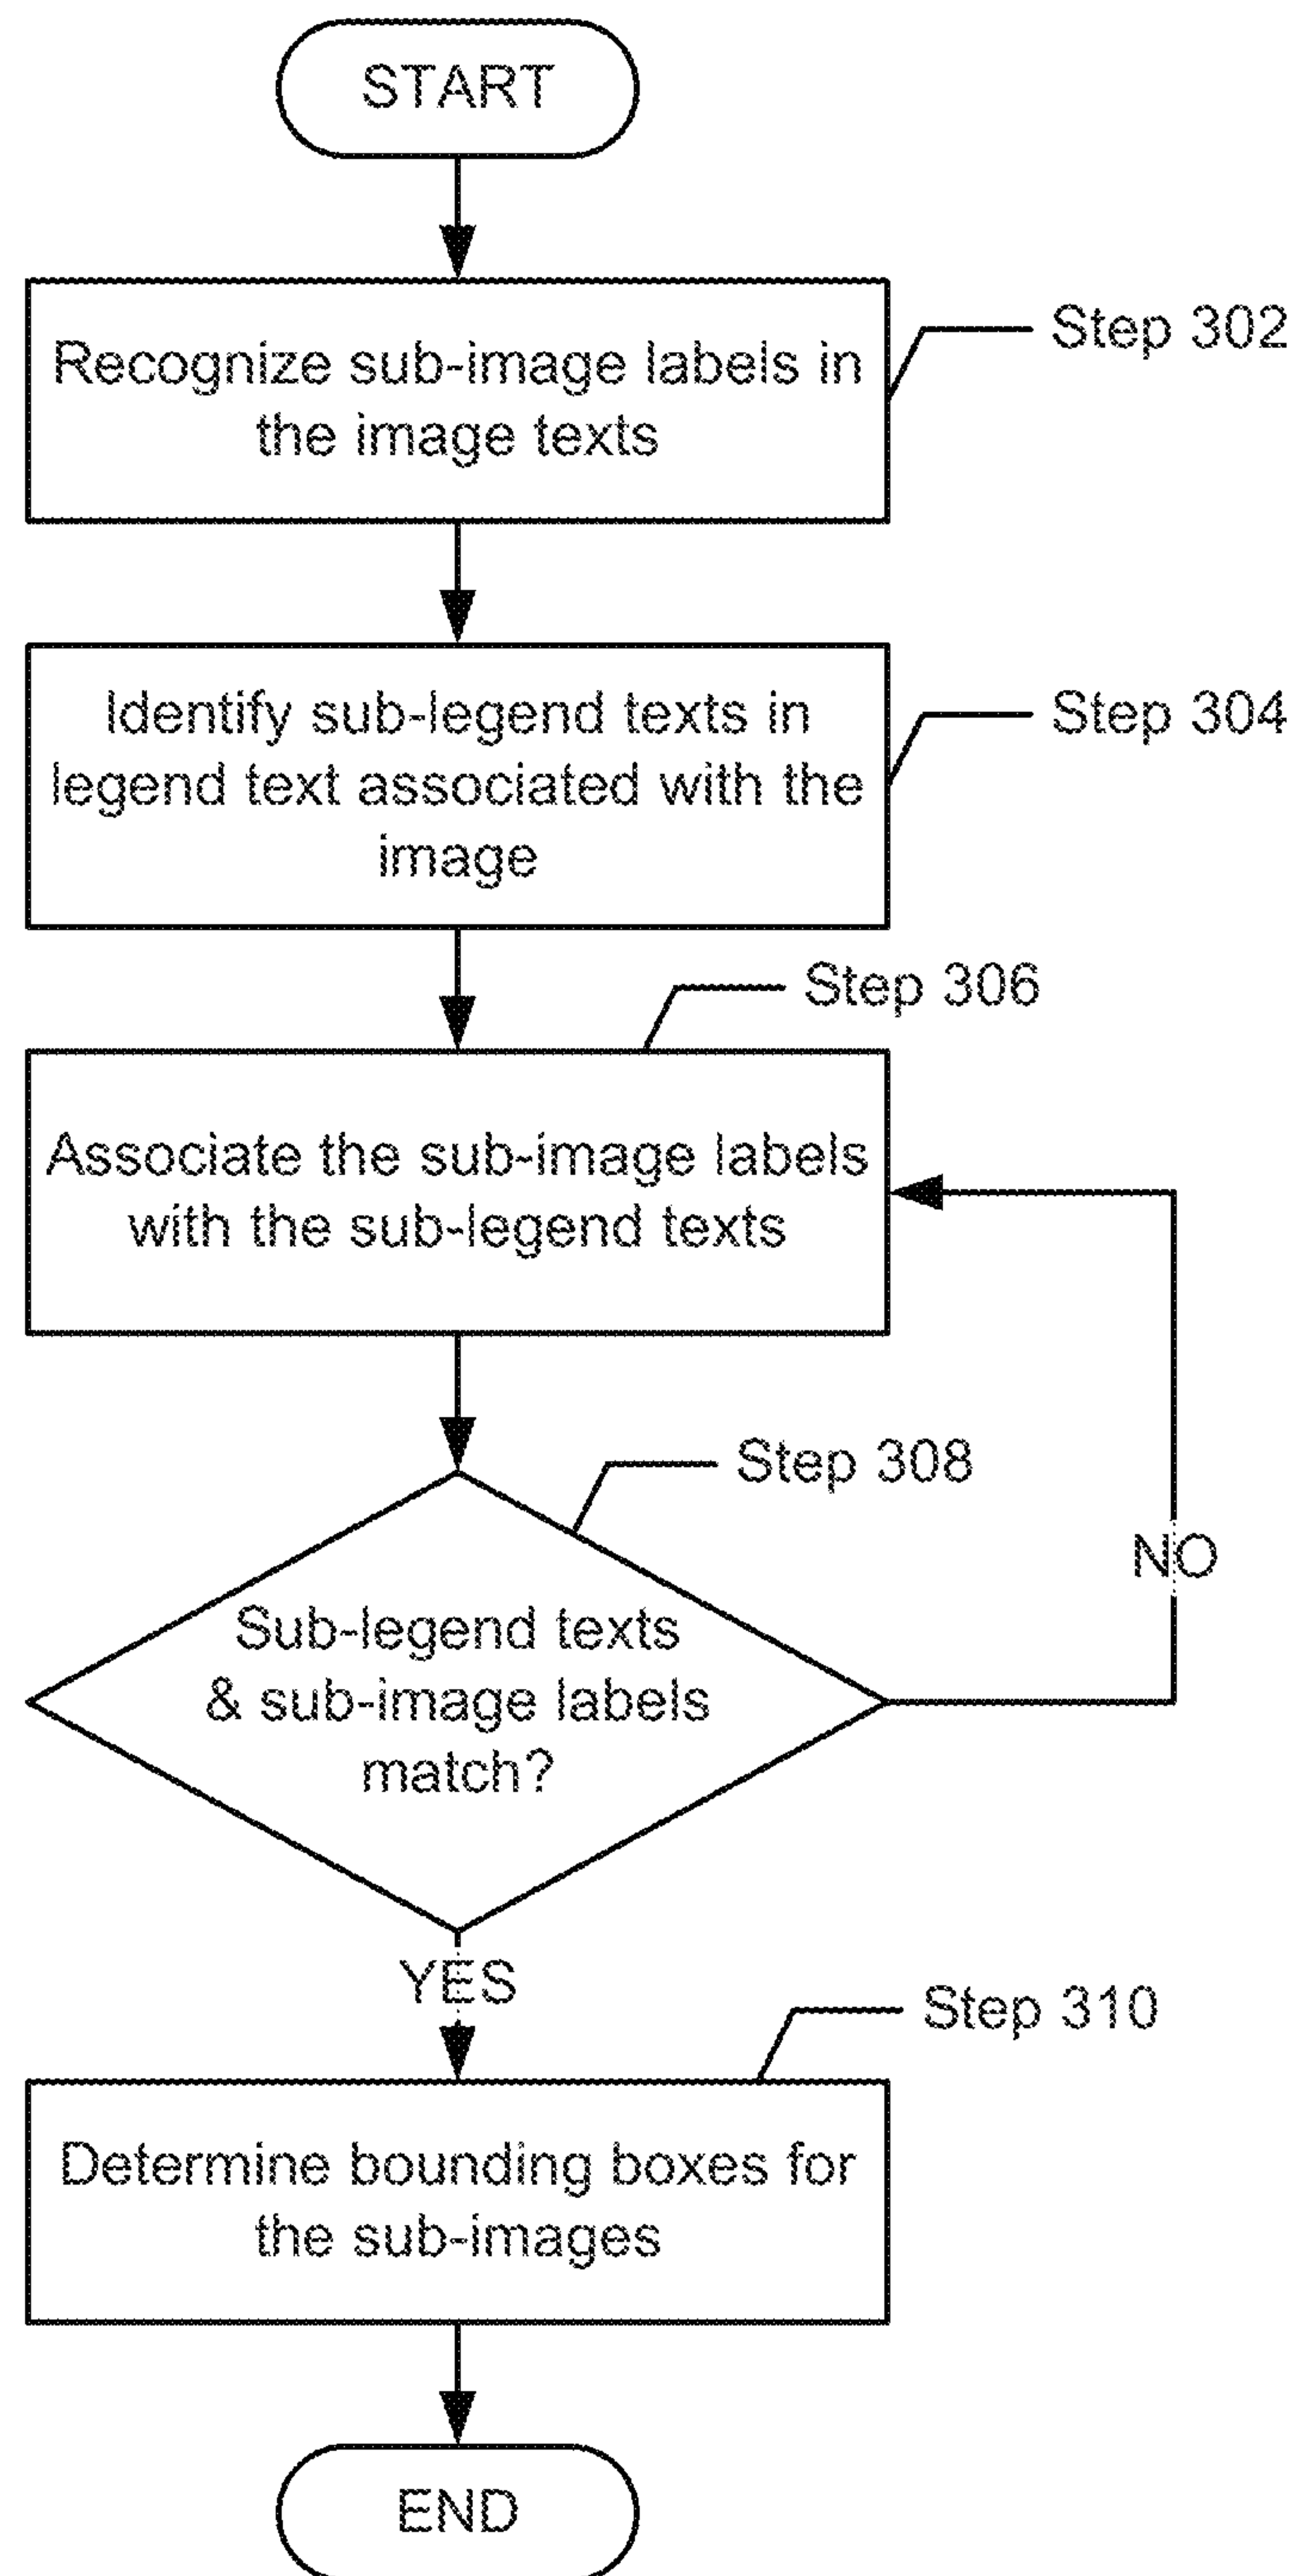 START
Recognize sub-image labels in
the image texts
Step 302
Identify sub-legend texts in
legend text associated with the
image
Step 304
Step 306
Associate the sub-image labels
with the sub-legend texts
Step 308
Sub-legend texts
& sub-image labels
match?
NO
YES
Step 310
Determine bounding boxes for
the sub-images
END